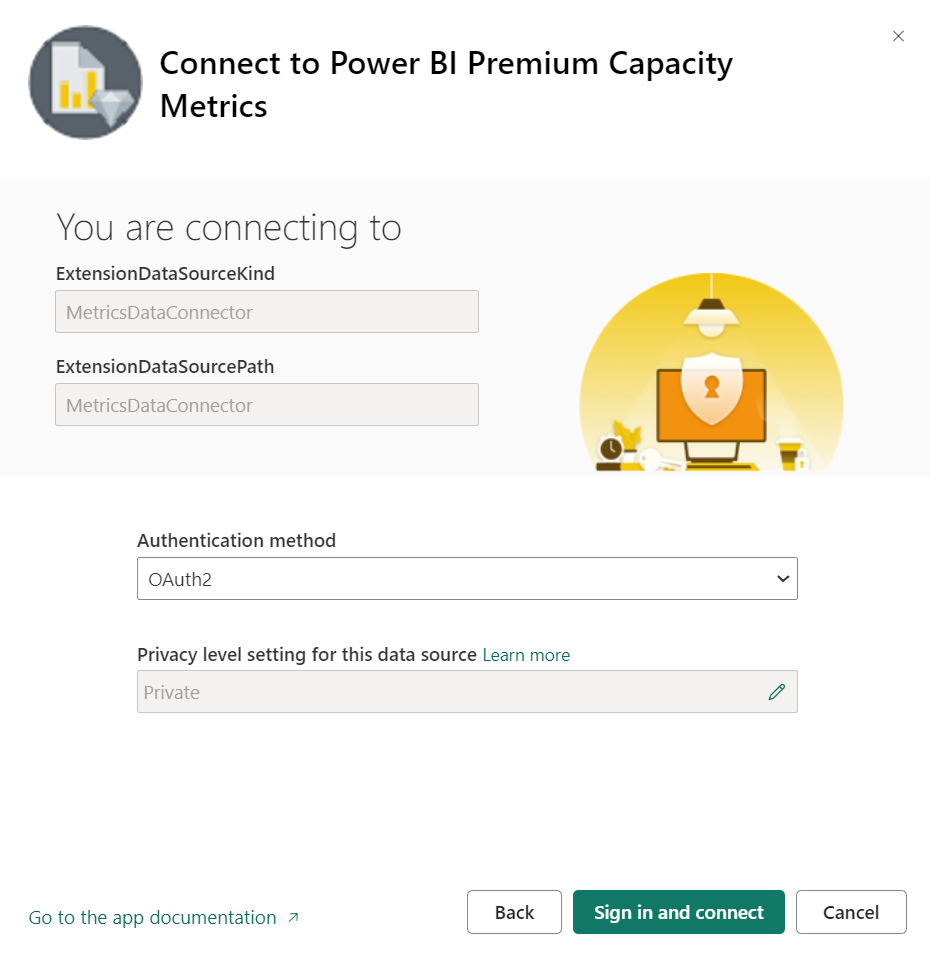 Connect to Power BI Premium Capacity
Metrics
You are connecting to
ExtensionDataSourceKind
MetricsDataConnector
ExtensionDataSourcePath
MetricsDataConnector
Authentication method
OAuth2
Privacy level setting for this data source Learn more
Private
Go to the app documentation
Back
Sign in and connect
Cancel